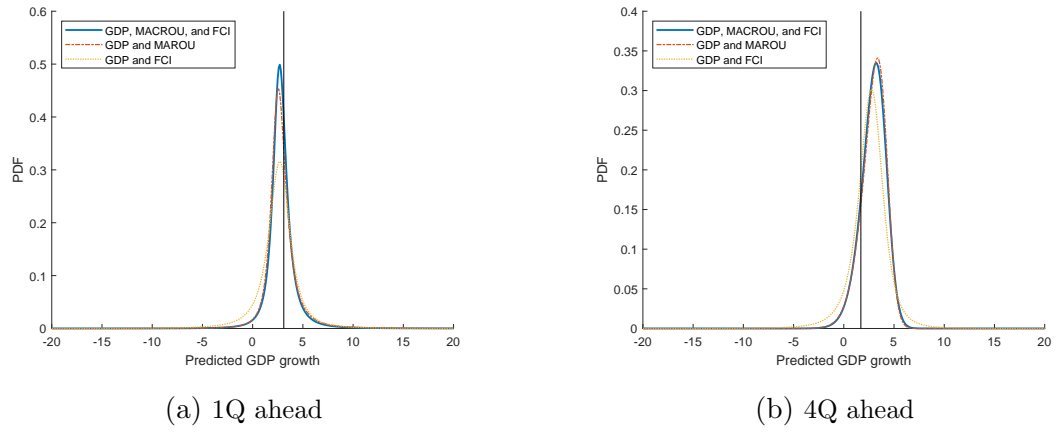 GDP, MACROU, and FCI
GDP and MAROU
GDP and FCI
0.6
0.5
0.4
0.3
0.2
0.1
0
PDF
-20 -15 -10 -5 0 5 10 15 20
Predicted GDP growth
(a) 1Q ahead
GDP, MACROU, and FCI
GDP and MAROU
GDP and FCI
0.4
0.35
0.3
0.25
0.2
0.15
0.1
0.05
0
PDF
-20 -15 -10 -5 0 5 10 15 20
Predicted GDP growth
(b) 4Q ahead